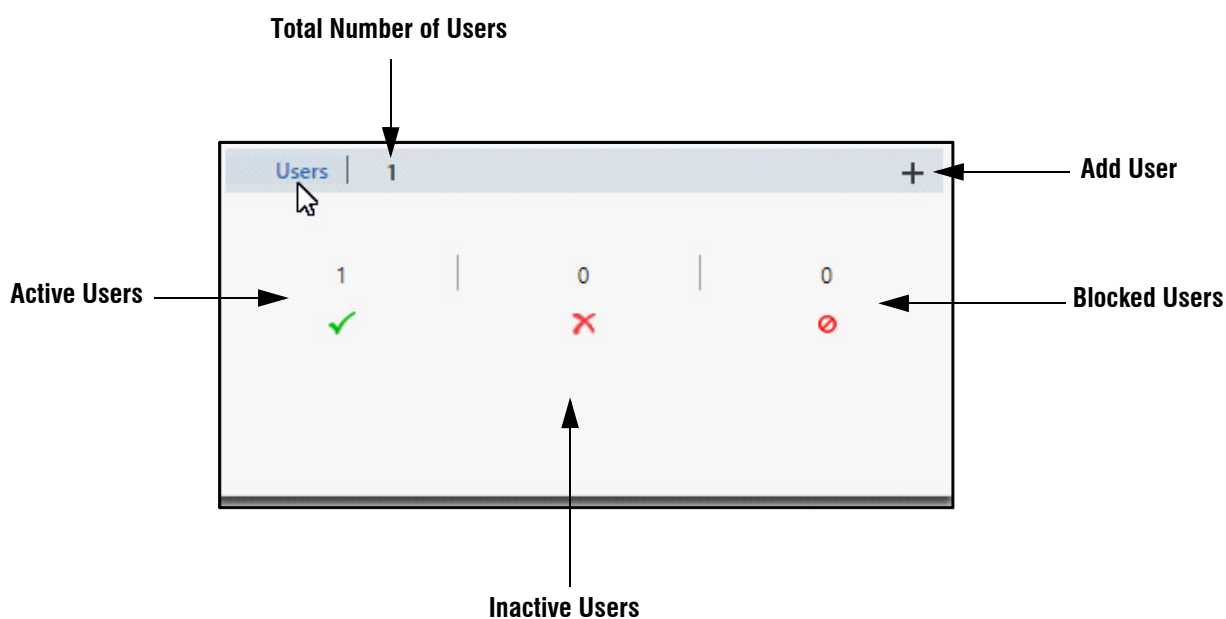 Total Number of Users
Users 1
Add User
1 0 0
Active Users
Blocked Users
Inactive Users